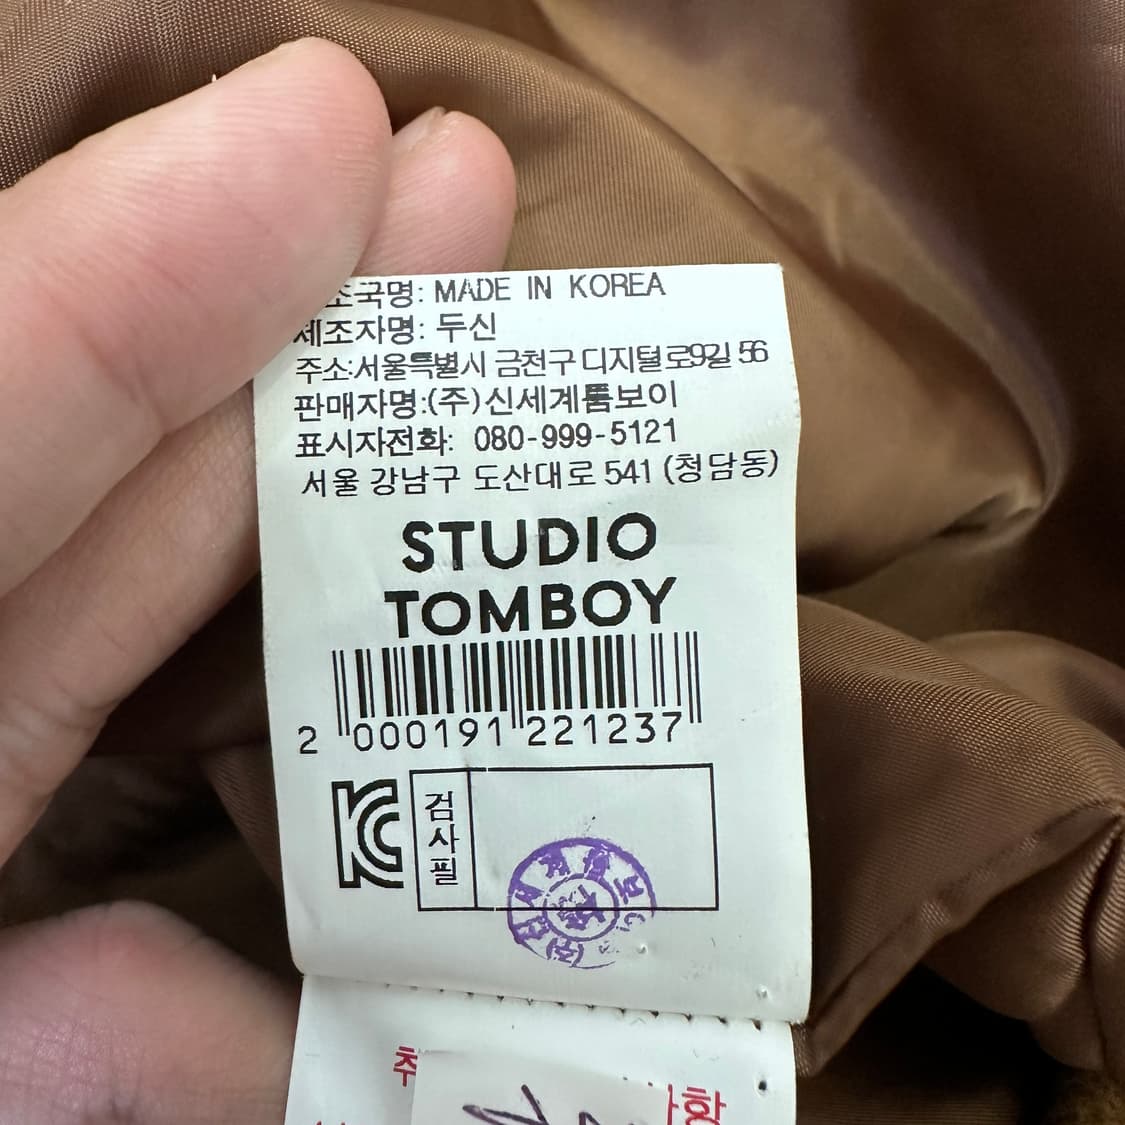 조국명: MADE IN KOREA
제조자명: 두신
주소:서울특별시 금천구 디지털로9길 56
판매자명:(주)신세계톰보이
표시자전화: 080-999-5121
서울 강남구 도산대로 541 (청담동)
STUDIO
TOMBOY
2 000191 221237
KC
검사필